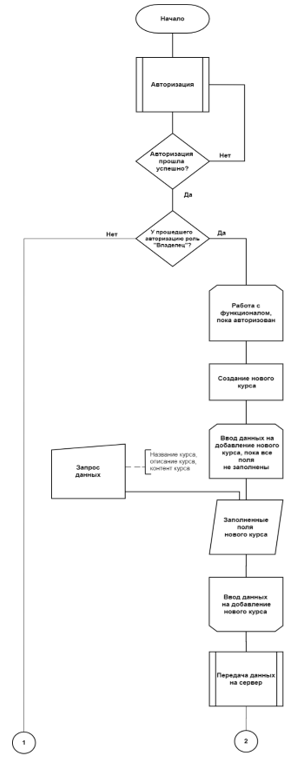 Начало
Авторизация
Авторизация
прошла
успешно?
Нет
Да
У прошедшего
авторизацию роль
"Владелец"?
Нет
Да
Работа с
функционалом,
пока авторизован
Создание нового
курса
Ввод данных на
добавление нового
курса, пока все
поля
не заполнены
Запрос
данных
Название курса,
описание курса,
контент курса
Заполненные
поля
нового курса
Ввод данных
на добавление
нового курса
Передача данных
на сервер
1
2